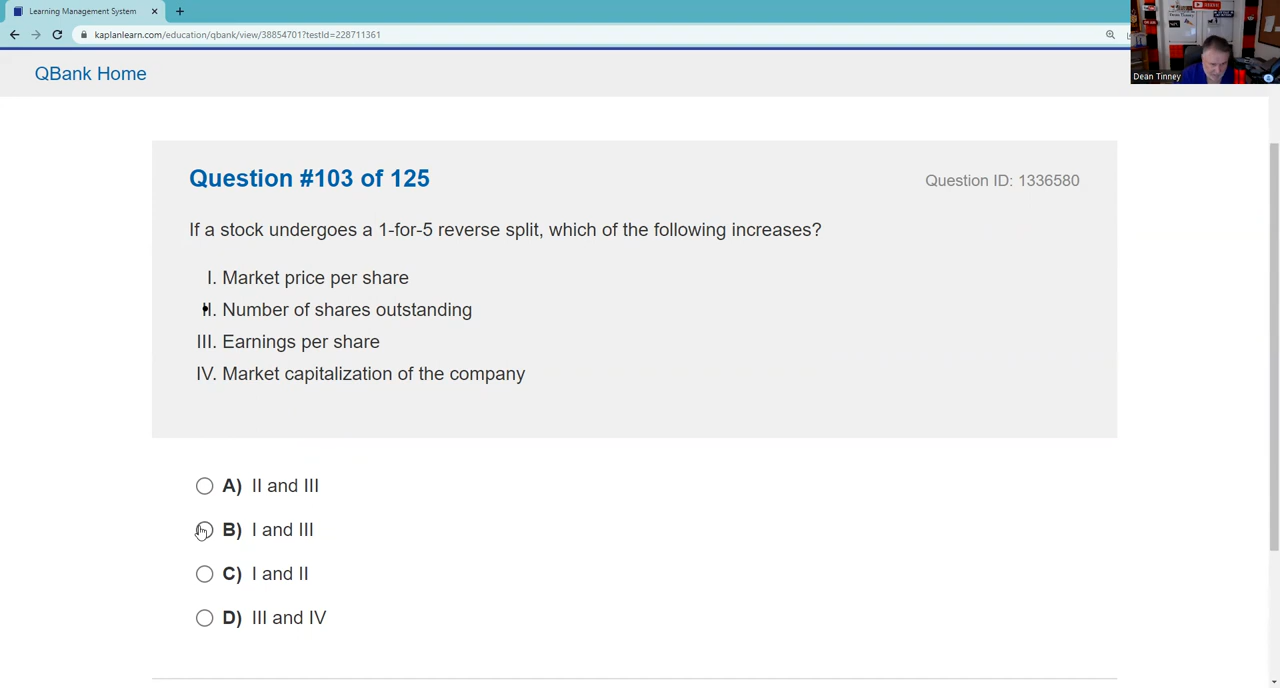 Learning Management System
kaplanlearn.com/education/qbank/view/38854701?testId=228711361
Dean Tinney
QBank Home
Question #103 of 125
Question ID: 1336580
If a stock undergoes a 1-for-5 reverse split, which of the following increases?
I. Market price per share
II. Number of shares outstanding
III. Earnings per share
IV. Market capitalization of the company
A) II and III
B) I and III
C) I and II
D) III and IV